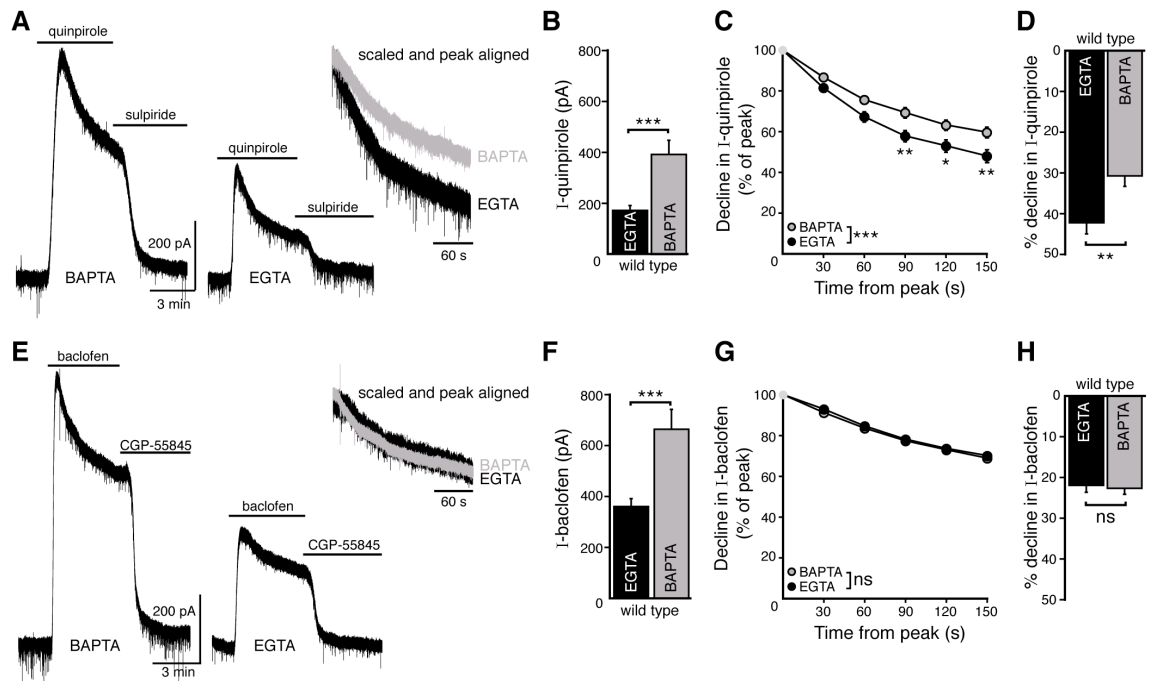 A
quinpirole
sulpiride
200 pA
3 min
BAPTA
quinpirole
sulpiride
EGTA
scaled and peak aligned
BAPTA
EGTA
60 s
B
I-quinpirole (pA)
800
600
400
200
0
***
EGTA
BAPTA
wild type
C
Decline in I-quinpirole
(% of peak)
100
80
60
40
20
0
** * **
BAPTA
EGTA
***
30 60 90 120 150
Time from peak (s)
D
wild type
% decline in I-quinpirole
0
10
20
30
40
50
EGTA
BAPTA
**
E
baclofen
CGP-55845
200 pA
3 min
BAPTA
baclofen
CGP-55845
EGTA
scaled and peak aligned
BAPTA
EGTA
60 s
F
I-baclofen (pA)
800
600
400
200
0
***
EGTA
BAPTA
wild type
G
Decline in I-baclofen
(% of peak)
100
80
60
40
20
0
BAPTA
EGTA
ns
30 60 90 120 150
Time from peak (s)
H
wild type
% decline in I-baclofen
0
10
20
30
40
50
EGTA
BAPTA
ns